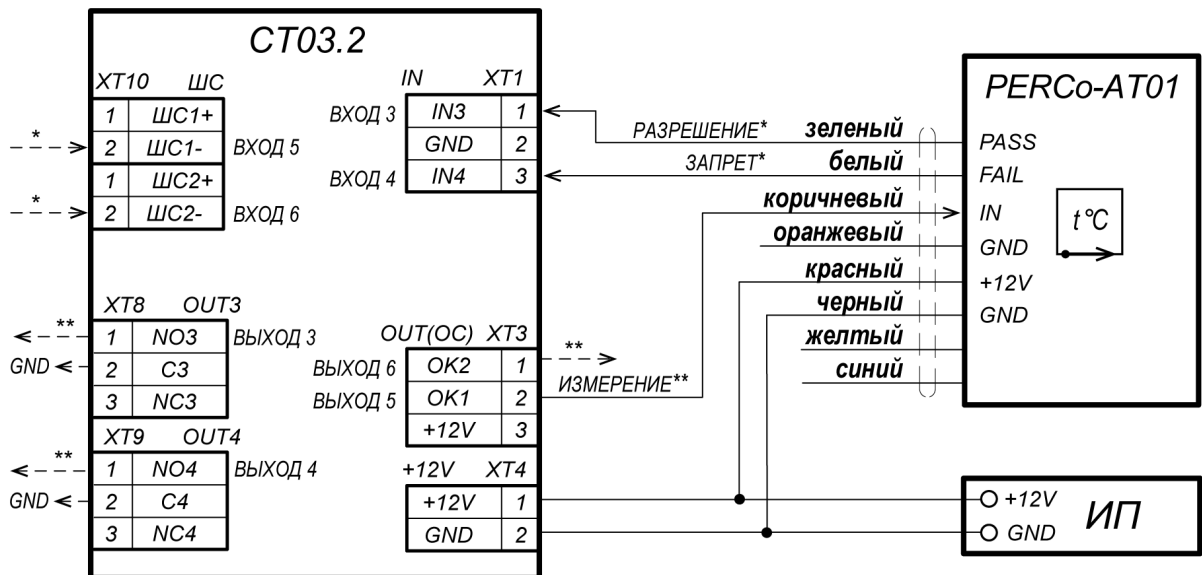 CT03.2
XT10 ШС
* 1 ШС1+
2 ШС1- ВХОД 5
* 1 ШС2+
2 ШС2- ВХОД 6
IN XT1
ВХОД 3 IN3 1
GND 2
ВХОД 4 IN4 3
XT8 OUT3
** 1 NO3 ВЫХОД 3
GND 2 C3
3 NC3
XT9 OUT4
** 1 NO4 ВЫХОД 4
GND 2 C4
3 NC4
OUT(OC) XT3
ВЫХОД 6 OK2 1 **
ВЫХОД 5 OK1 2 ИЗМЕРЕНИЕ**
+12V 3
+12V XT4
+12V 1
GND 2
PERCo-AT01
РАЗРЕШЕНИЕ* зеленый PASS
ЗАПРЕТ* белый FAIL
коричневый IN
оранжевый GND
красный +12V
черный GND
желтый
синий
t°C
+12V
GND
ИП